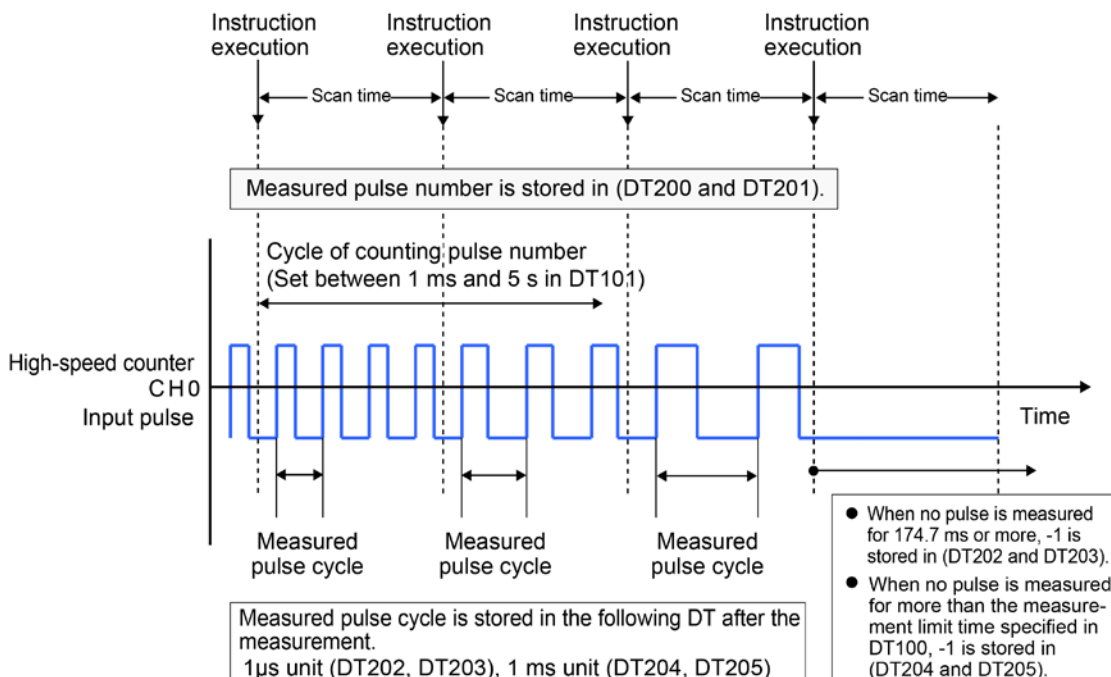 Instruction
execution
Instruction
execution
Instruction
execution
Instruction
execution
Scan time
Scan time
Scan time
Scan time
Measured pulse number is stored in (DT200 and DT201).
Cycle of counting pulse number
(Set between 1 ms and 5 s in DT101)
High-speed counter
CH0
Input pulse
Time
Measured
pulse cycle
Measured
pulse cycle
Measured
pulse cycle
● When no pulse is measured
for 174.7 ms or more, -1 is
stored in (DT202 and DT203).
● When no pulse is measured
for more than the measure-
ment limit time specified in
DT100, -1 is stored in
(DT204 and DT205).
Measured pulse cycle is stored in the following DT after the
measurement.
1μs unit (DT202, DT203), 1 ms unit (DT204, DT205)